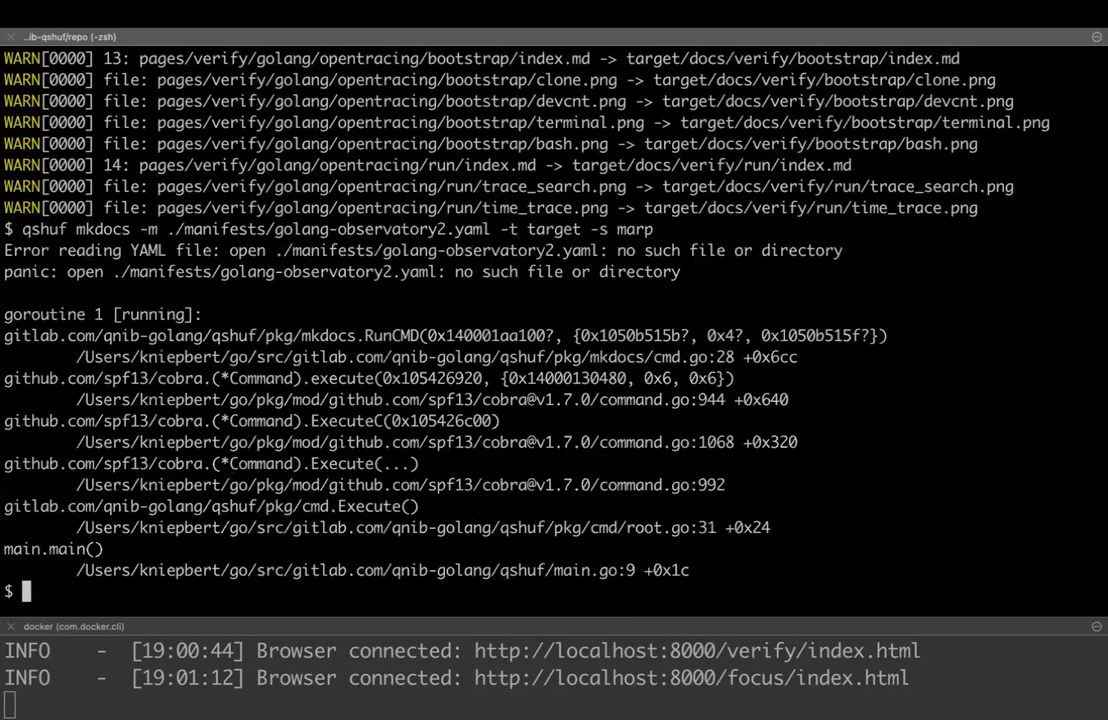 ..ib-qshuf/repo (-zsh)
WARN[0000] 13: pages/verify/golang/opentracing/bootstrap/index.md -> target/docs/verify/bootstrap/index.md
WARN[0000] file: pages/verify/golang/opentracing/bootstrap/clone.png -> target/docs/verify/bootstrap/clone.png
WARN[0000] file: pages/verify/golang/opentracing/bootstrap/devcnt.png -> target/docs/verify/bootstrap/devcnt.png
WARN[0000] file: pages/verify/golang/opentracing/bootstrap/terminal.png -> target/docs/verify/bootstrap/terminal.png
WARN[0000] file: pages/verify/golang/opentracing/bootstrap/bash.png -> target/docs/verify/bootstrap/bash.png
WARN[0000] 14: pages/verify/golang/opentracing/run/index.md -> target/docs/verify/run/index.md
WARN[0000] file: pages/verify/golang/opentracing/run/trace_search.png -> target/docs/verify/run/trace_search.png
WARN[0000] file: pages/verify/golang/opentracing/run/time_trace.png -> target/docs/verify/run/time_trace.png
$ qshuf mkdocs -m ./manifests/golang-observatory2.yaml -t target -s marp
Error reading YAML file: open ./manifests/golang-observatory2.yaml: no such file or directory
panic: open ./manifests/golang-observatory2.yaml: no such file or directory
goroutine 1 [running]:
gitlab.com/qnib-golang/qshuf/pkg/mkdocs.RunCMD(0x140001aa100?, {0x1050b515b?, 0x4?, 0x1050b515f?})
/Users/kniepbert/go/src/gitlab.com/qnib-golang/qshuf/pkg/mkdocs/cmd.go:28 +0x6cc
github.com/spf13/cobra.(*Command).execute(0x105426920, {0x14000130480, 0x6, 0x6})
/Users/kniepbert/go/pkg/mod/github.com/spf13/cobra@v1.7.0/command.go:944 +0x640
github.com/spf13/cobra.(*Command).ExecuteC(0x105426c00)
/Users/kniepbert/go/pkg/mod/github.com/spf13/cobra@v1.7.0/command.go:1068 +0x320
github.com/spf13/cobra.(*Command).Execute(...)
/Users/kniepbert/go/pkg/mod/github.com/spf13/cobra@v1.7.0/command.go:992
gitlab.com/qnib-golang/qshuf/pkg/cmd.Execute()
/Users/kniepbert/go/src/gitlab.com/qnib-golang/qshuf/pkg/cmd/root.go:31 +0x24
main.main()
/Users/kniepbert/go/src/gitlab.com/qnib-golang/qshuf/main.go:9 +0x1c
$
docker (com.docker.cli)
INFO - [19:00:44] Browser connected: http://localhost:8000/verify/index.html
INFO - [19:01:12] Browser connected: http://localhost:8000/focus/index.html